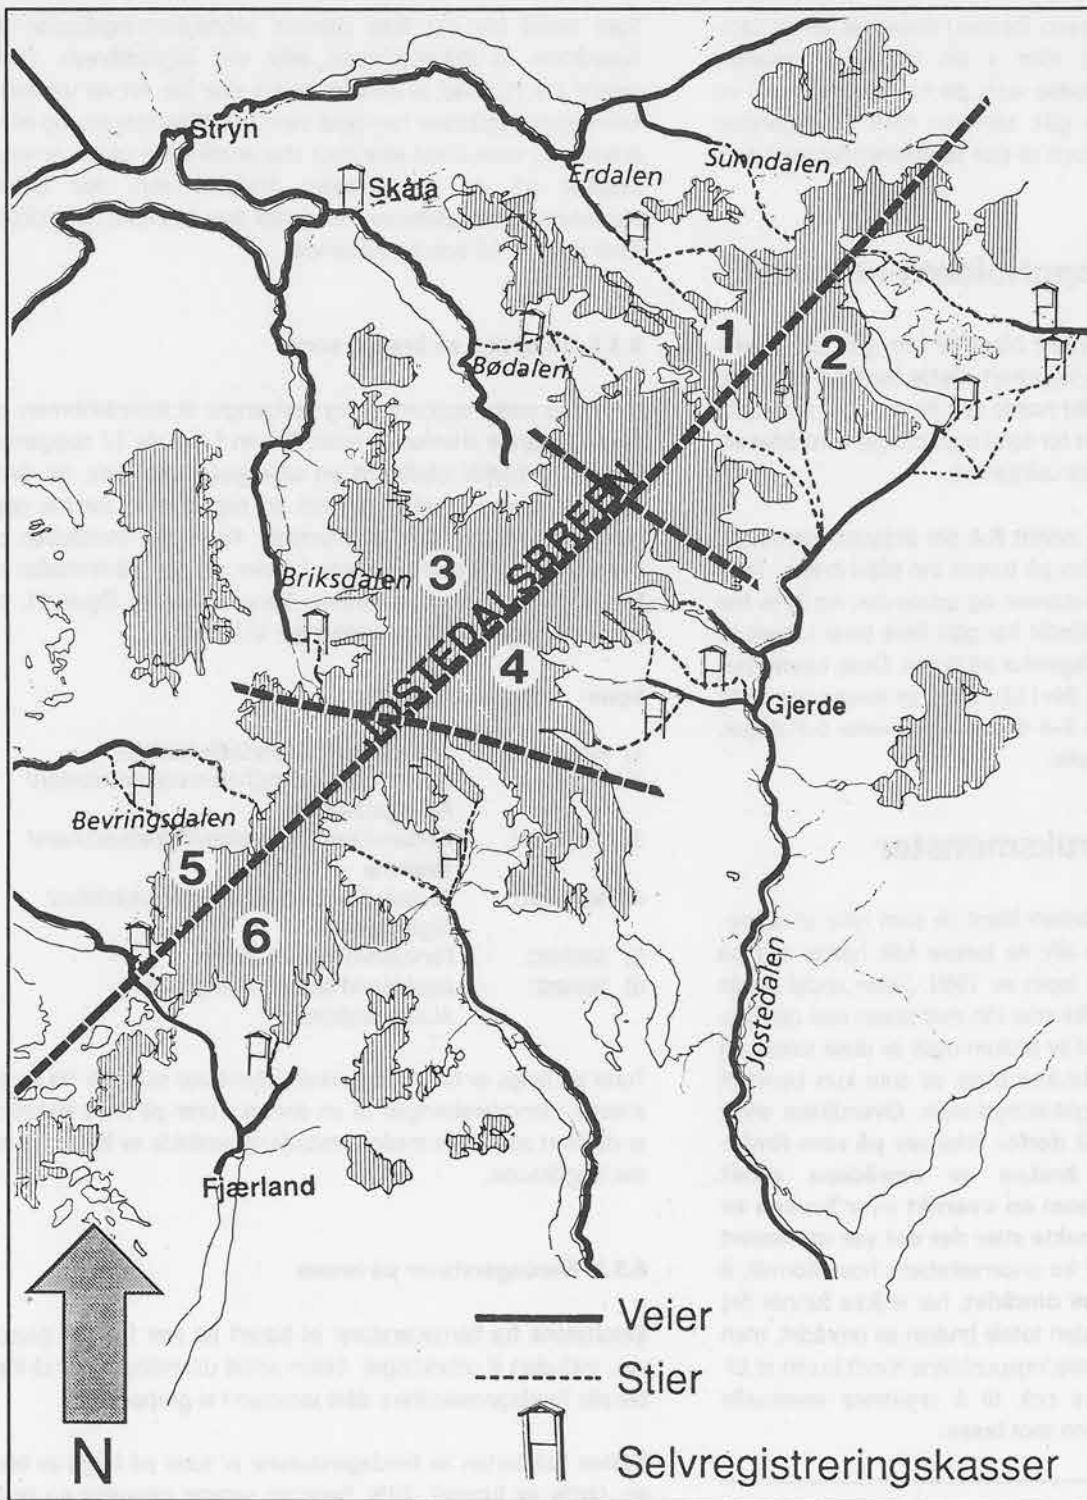 Stryn
Skåla
Erdalen
Sunndalen
1
2
Bødalen
JOSTEDALSBREEN
Briksdalen
3
4
Gjerde
Bevringsdalen
5
6
Jostedalen
Fjærland
N
Veier
Stier
Selvregistreringskasser